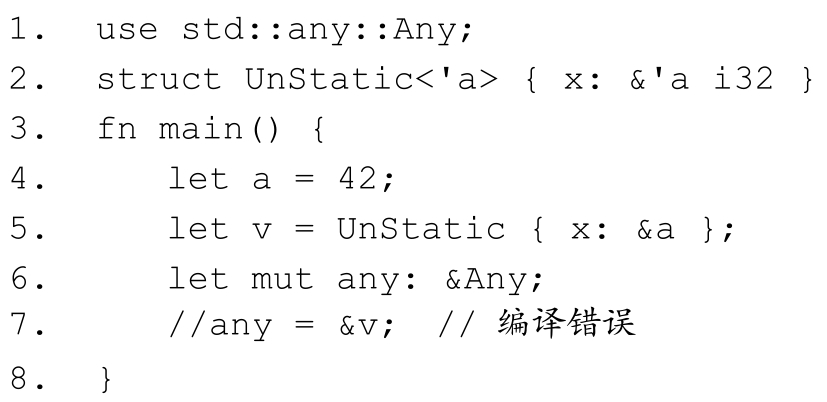 1. use std::any::Any;
2. struct UnStatic<'a> { x: &'a i32 }
3. fn main() {
4.     let a = 42;
5.     let v = UnStatic { x: &a };
6.     let mut any: &Any;
7.     //any = &v;  // 编译错误
8. }